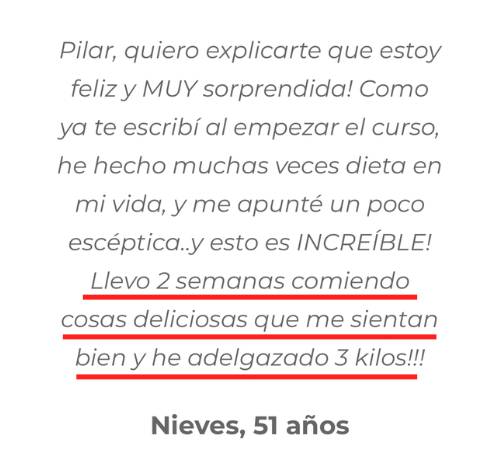 Pilar, quiero explicarte que estoy
feliz y MUY sorprendida! Como
ya te escribí al empezar el curso,
he hecho muchas veces dieta en
mi vida, y me apunté un poco
escéptica..y esto es INCREÍBLE!
Llevo 2 semanas comiendo
cosas deliciosas que me sientan
bien y he adelgazado 3 kilos!!!
Nieves, 51 años